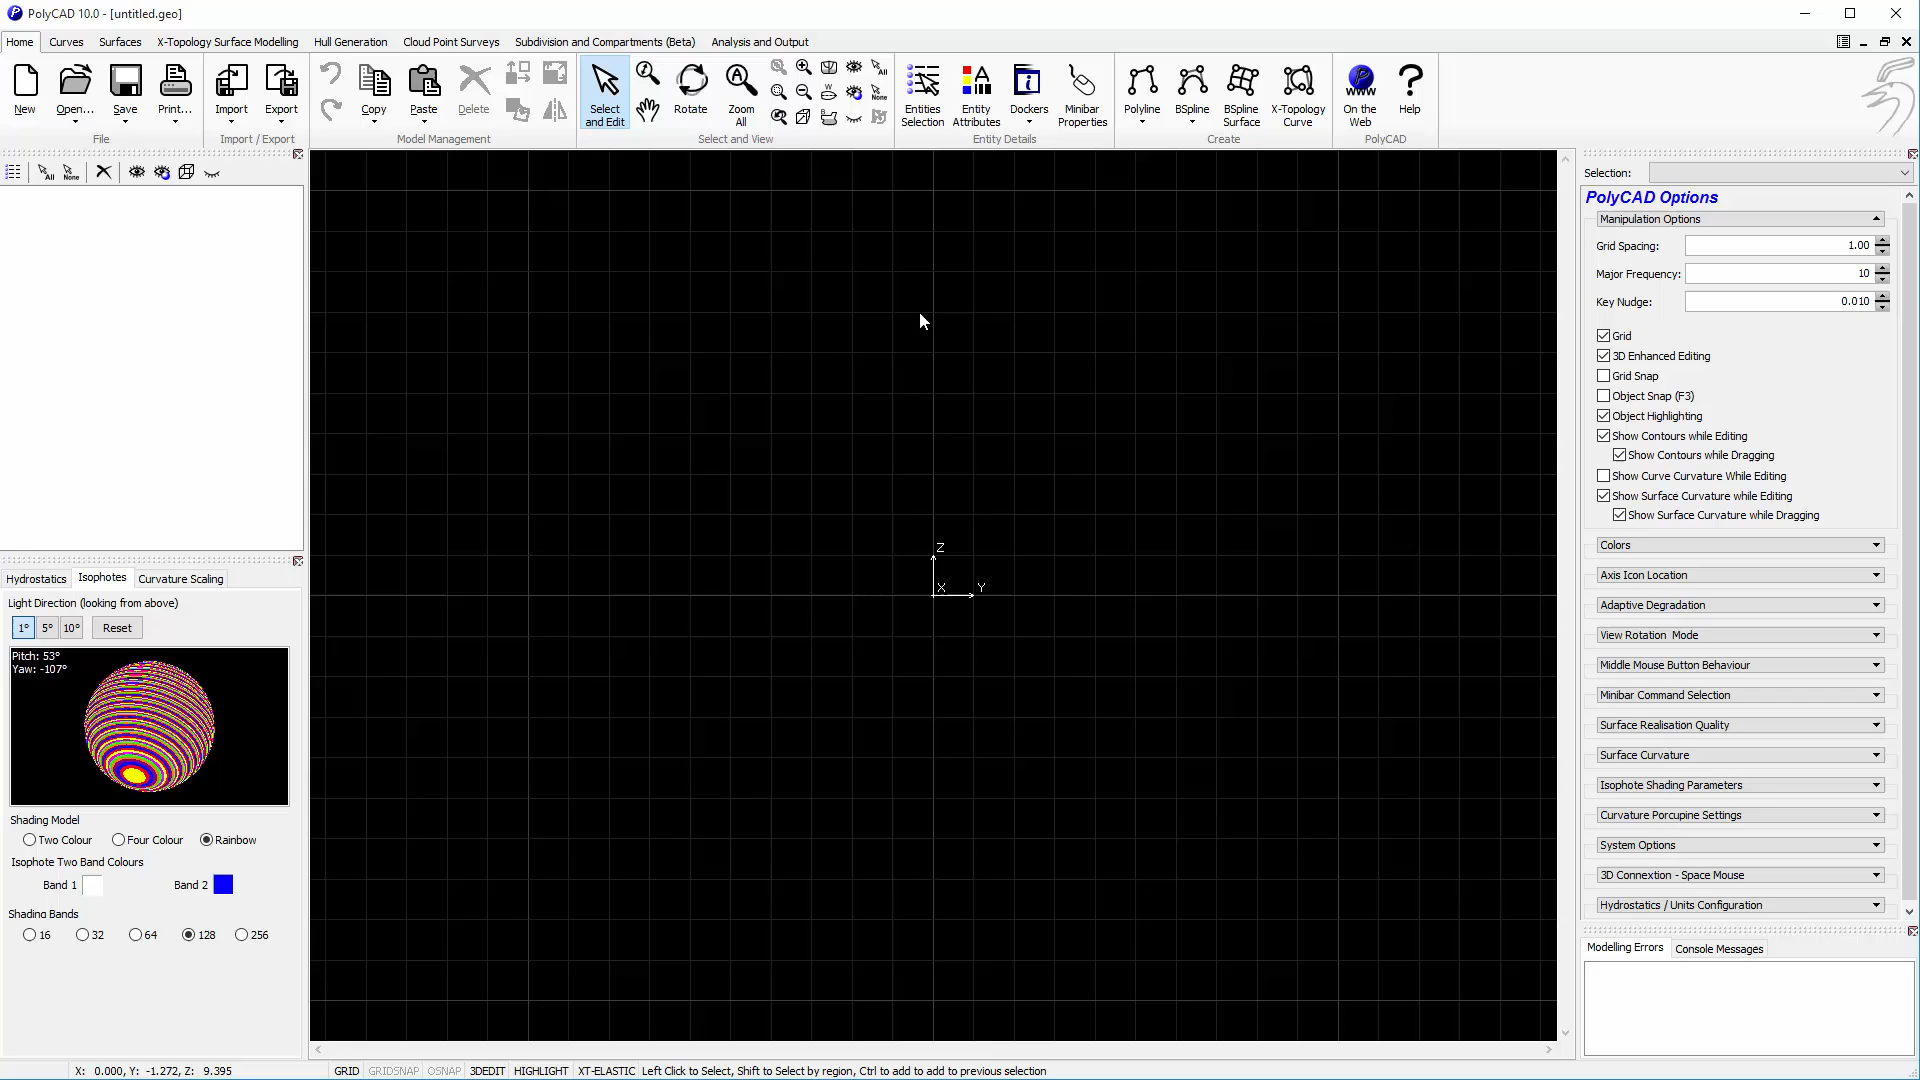 PolyCAD 10.0 - [untitled.geo]
Home Curves Surfaces X-Topology Surface Modelling Hull Generation Cloud Point Surveys Subdivision and Compartments (Beta) Analysis and Output
New Open... Save Print... Import Export Copy Paste Delete Select and Edit Rotate Zoom All All None Entities Selection Entity Attributes Dockers Minibar Properties Polyline BSpline BSpline Surface X-Topology Curve On the Web Help
File Import / Export Model Management Select and View Entity Details Create PolyCAD
All None
Selection:
PolyCAD Options
Manipulation Options
Grid Spacing: 1.00
Major Frequency: 10
Key Nudge: 0.010
Grid
3D Enhanced Editing
Grid Snap
Object Snap (F3)
Object Highlighting
Show Contours while Editing
Show Contours while Dragging
Show Curve Curvature While Editing
Show Surface Curvature while Editing
Show Surface Curvature while Dragging
Colors
Axis Icon Location
Adaptive Degradation
View Rotation Mode
Middle Mouse Button Behaviour
Minibar Command Selection
Surface Realisation Quality
Surface Curvature
Isophote Shading Parameters
Curvature Porcupine Settings
System Options
3D Connextion - Space Mouse
Hydrostatics / Units Configuration
Modelling Errors Console Messages
Z
X Y
Hydrostatics Isophotes Curvature Scaling
Light Direction (looking from above)
1° 5° 10° Reset
Pitch: 53°
Yaw: -107°
Shading Model
Two Colour Four Colour Rainbow
Isophote Two Band Colours
Band 1 Band 2
Shading Bands
16 32 64 128 256
X: 0.000, Y: -1.272, Z: 9.395 GRID GRIDSNAP OSNAP 3DEDIT HIGHLIGHT XT-ELASTIC Left Click to Select, Shift to Select by region, Ctrl to add to add to previous selection